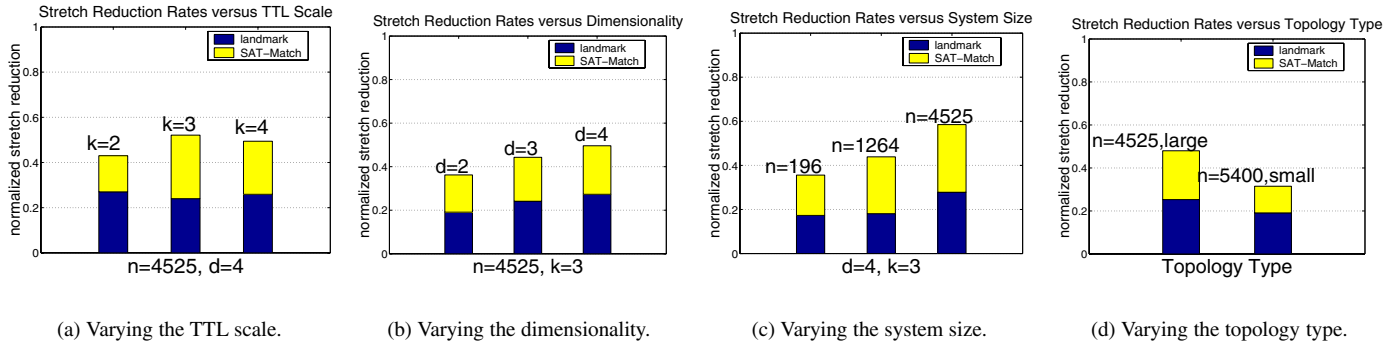 Stretch Reduction Rates versus TTL Scale
1
0.8
0.6
0.4
0.2
0
normalized stretch reduction
landmark
SAT-Match
k=2
k=3
k=4
n=4525, d=4
(a) Varying the TTL scale.
Stretch Reduction Rates versus Dimensionality
1
0.8
0.6
0.4
0.2
0
normalized stretch reduction
landmark
SAT-Match
d=2
d=3
d=4
n=4525, k=3
(b) Varying the dimensionality.
Stretch Reduction Rates versus System Size
1
0.8
0.6
0.4
0.2
0
normalized stretch reduction
landmark
SAT-Match
n=196
n=1264
n=4525
d=4, k=3
(c) Varying the system size.
Stretch Reduction Rates versus Topology Type
1
0.8
0.6
0.4
0.2
0
normalized stretch reduction
landmark
SAT-Match
n=4525,large
n=5400,small
Topology Type
(d) Varying the topology type.